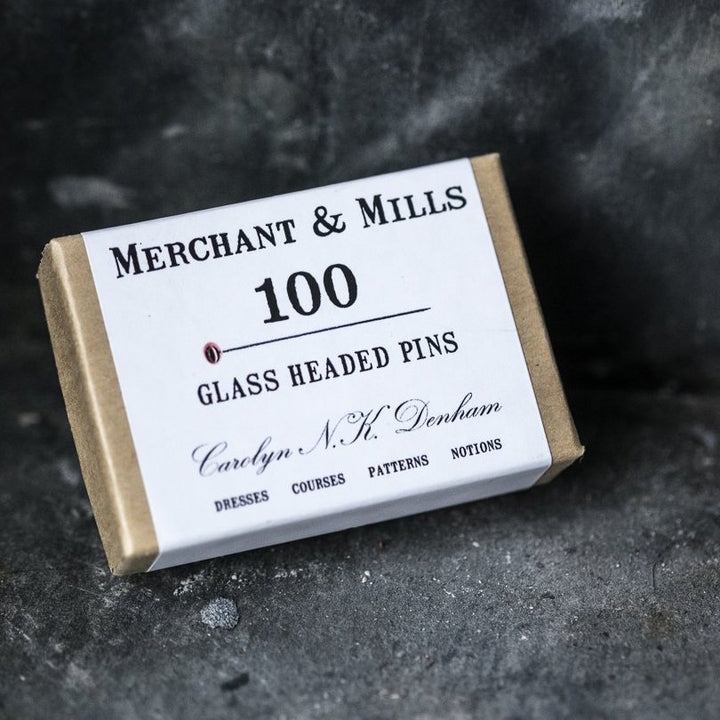 MERCHANT & MILLS
100
GLASS HEADED PINS
Carolyn N.K. Denham
DRESSES COURSES PATTERNS NOTIONS